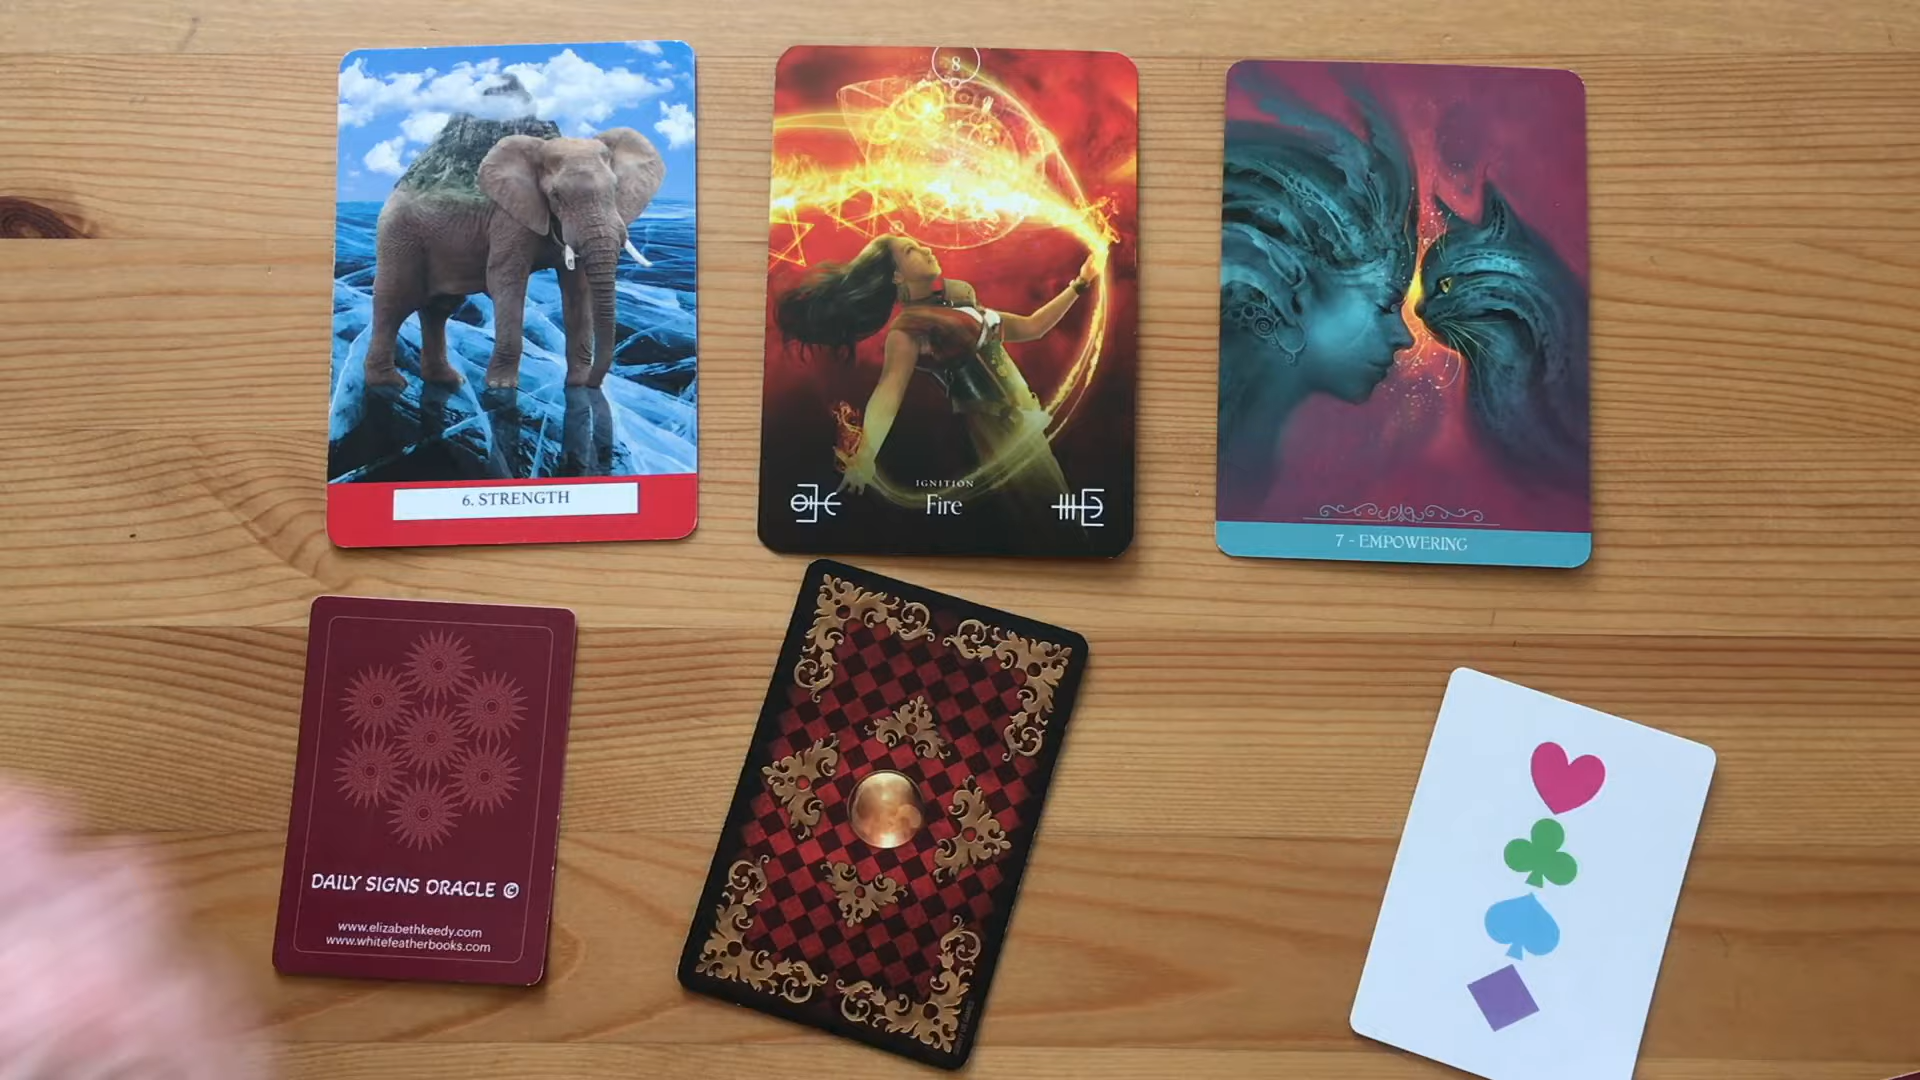 6. STRENGTH
8
IGNITION
Fire
7 - EMPOWERING
DAILY SIGNS ORACLE ©
www.elizabethkeedy.com
www.whitefeatherbooks.com